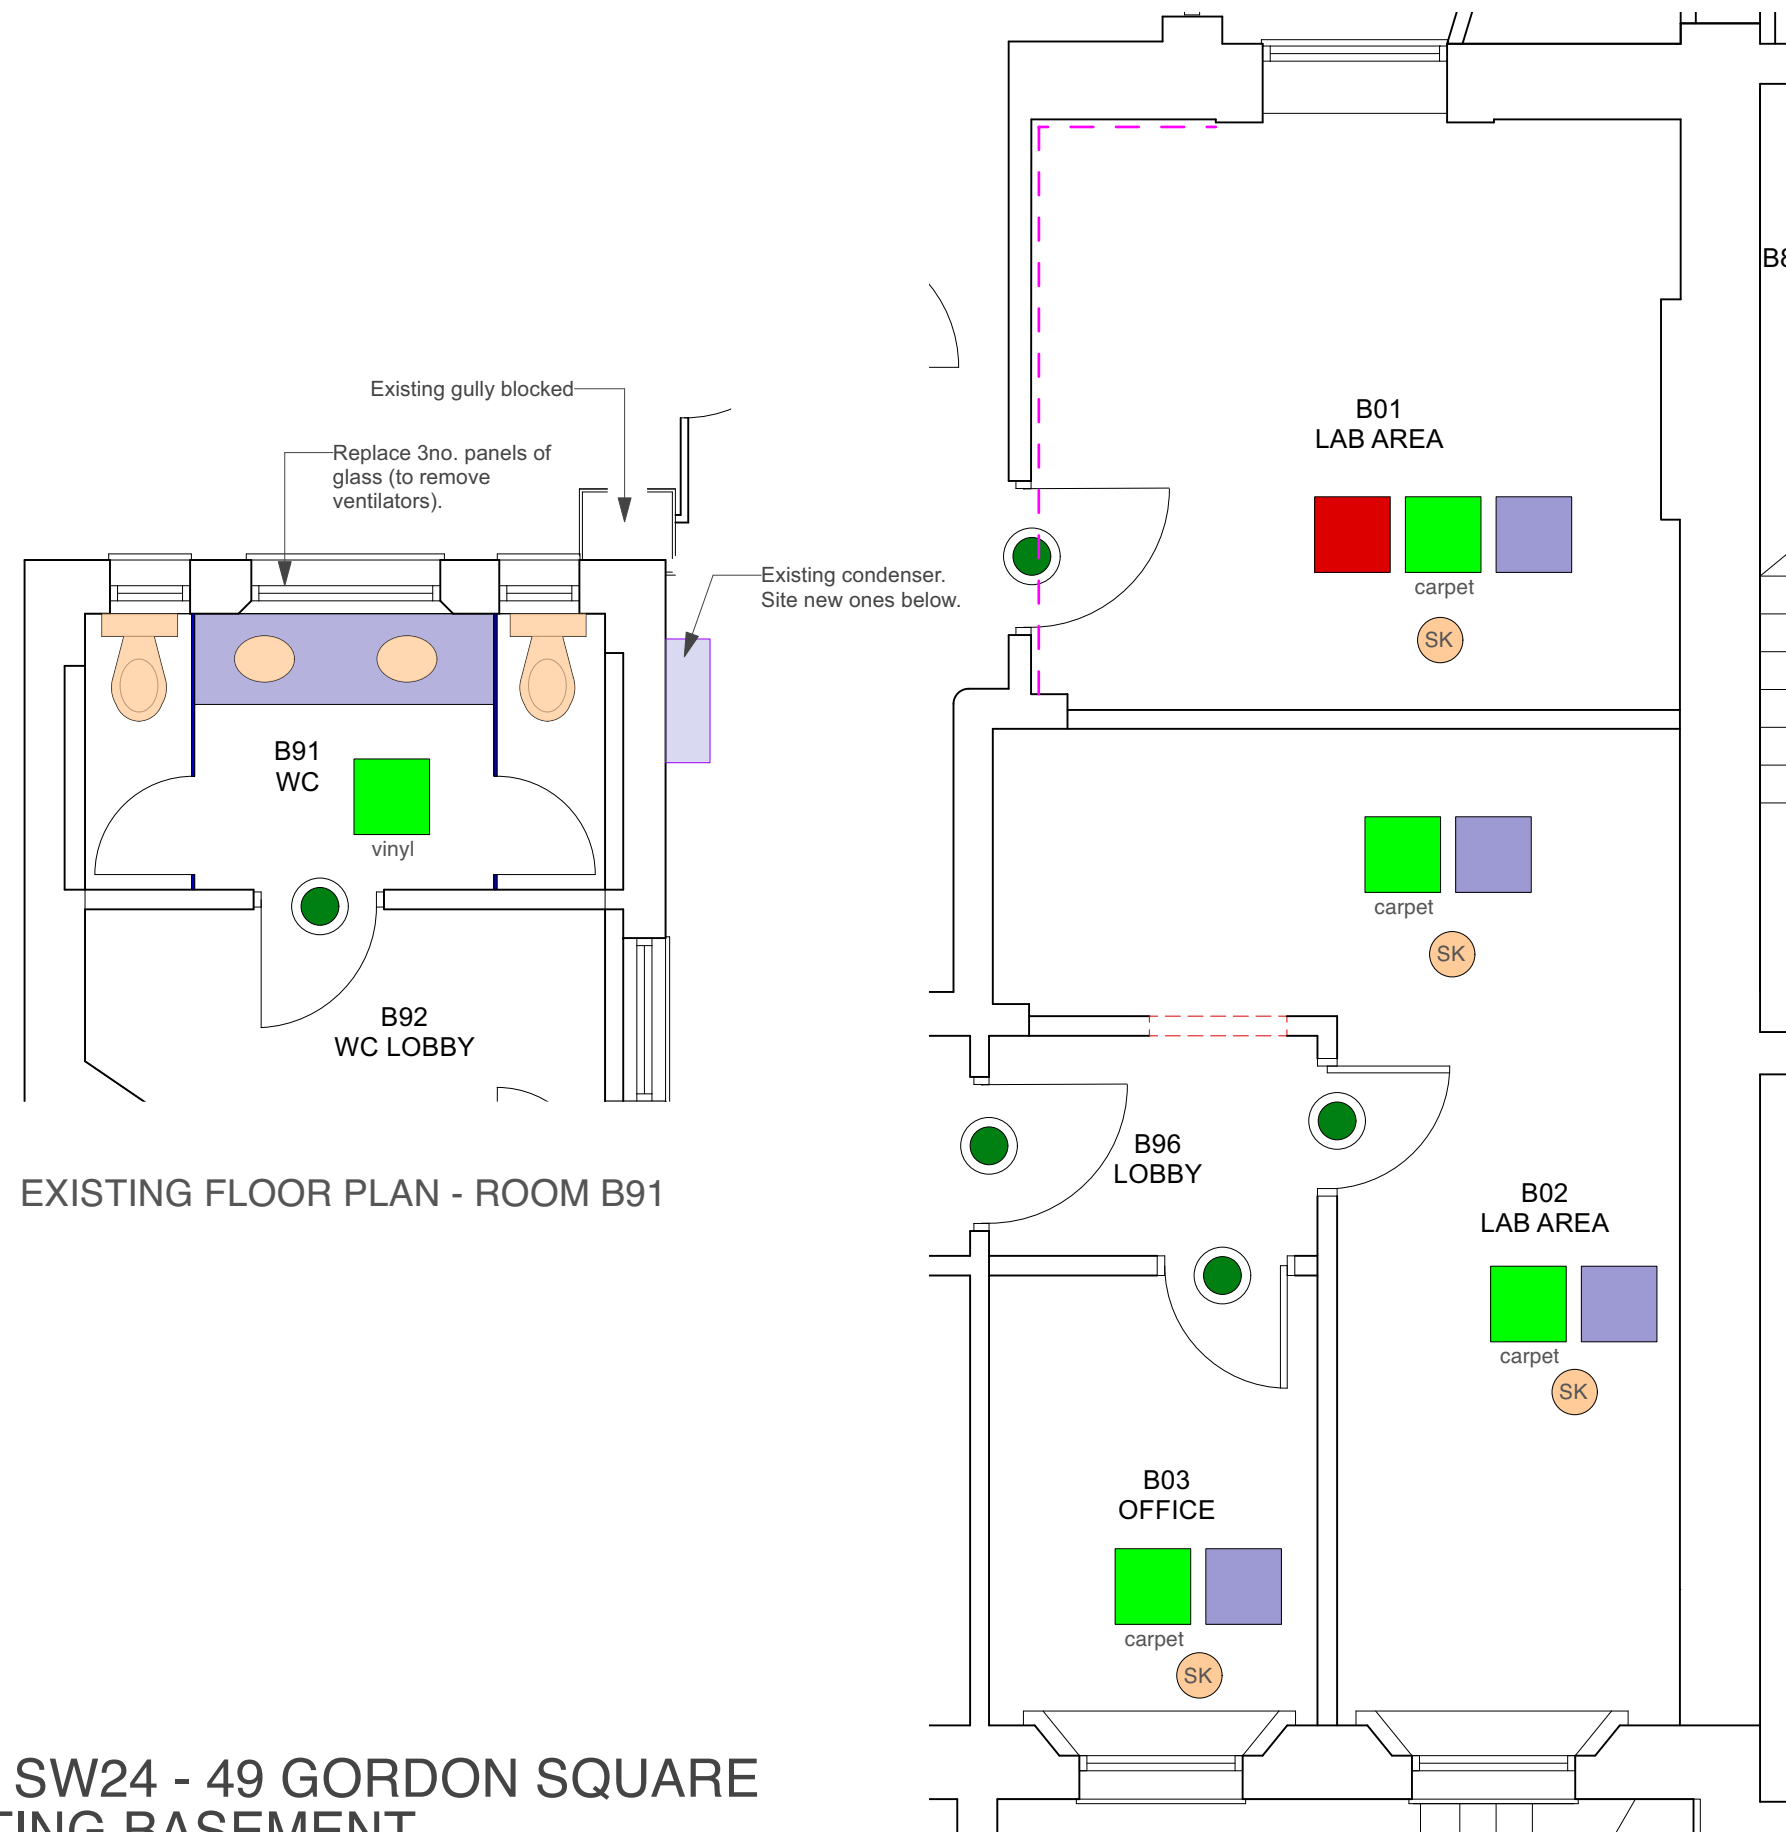 Existing gully blocked
Replace 3no. panels of
glass (to remove
ventilators).
Existing condenser.
Site new ones below.
B91
WC
vinyl
B92
WC LOBBY
EXISTING FLOOR PLAN - ROOM B91
B01
LAB AREA
carpet
SK
carpet
SK
B96
LOBBY
B02
LAB AREA
carpet
SK
B03
OFFICE
carpet
SK
SW24 - 49 GORDON SQUARE
TING BASEMENT